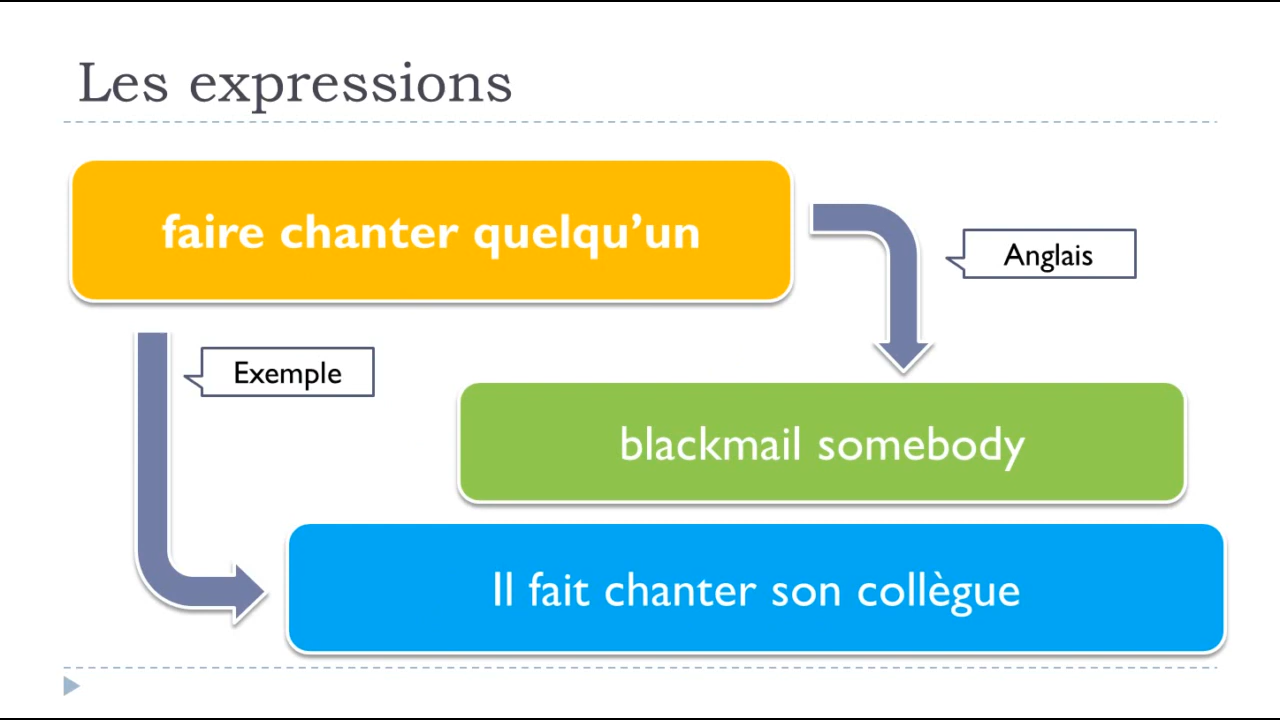 Les expressions
faire chanter quelqu’un
Anglais
Exemple
blackmail somebody
Il fait chanter son collègue